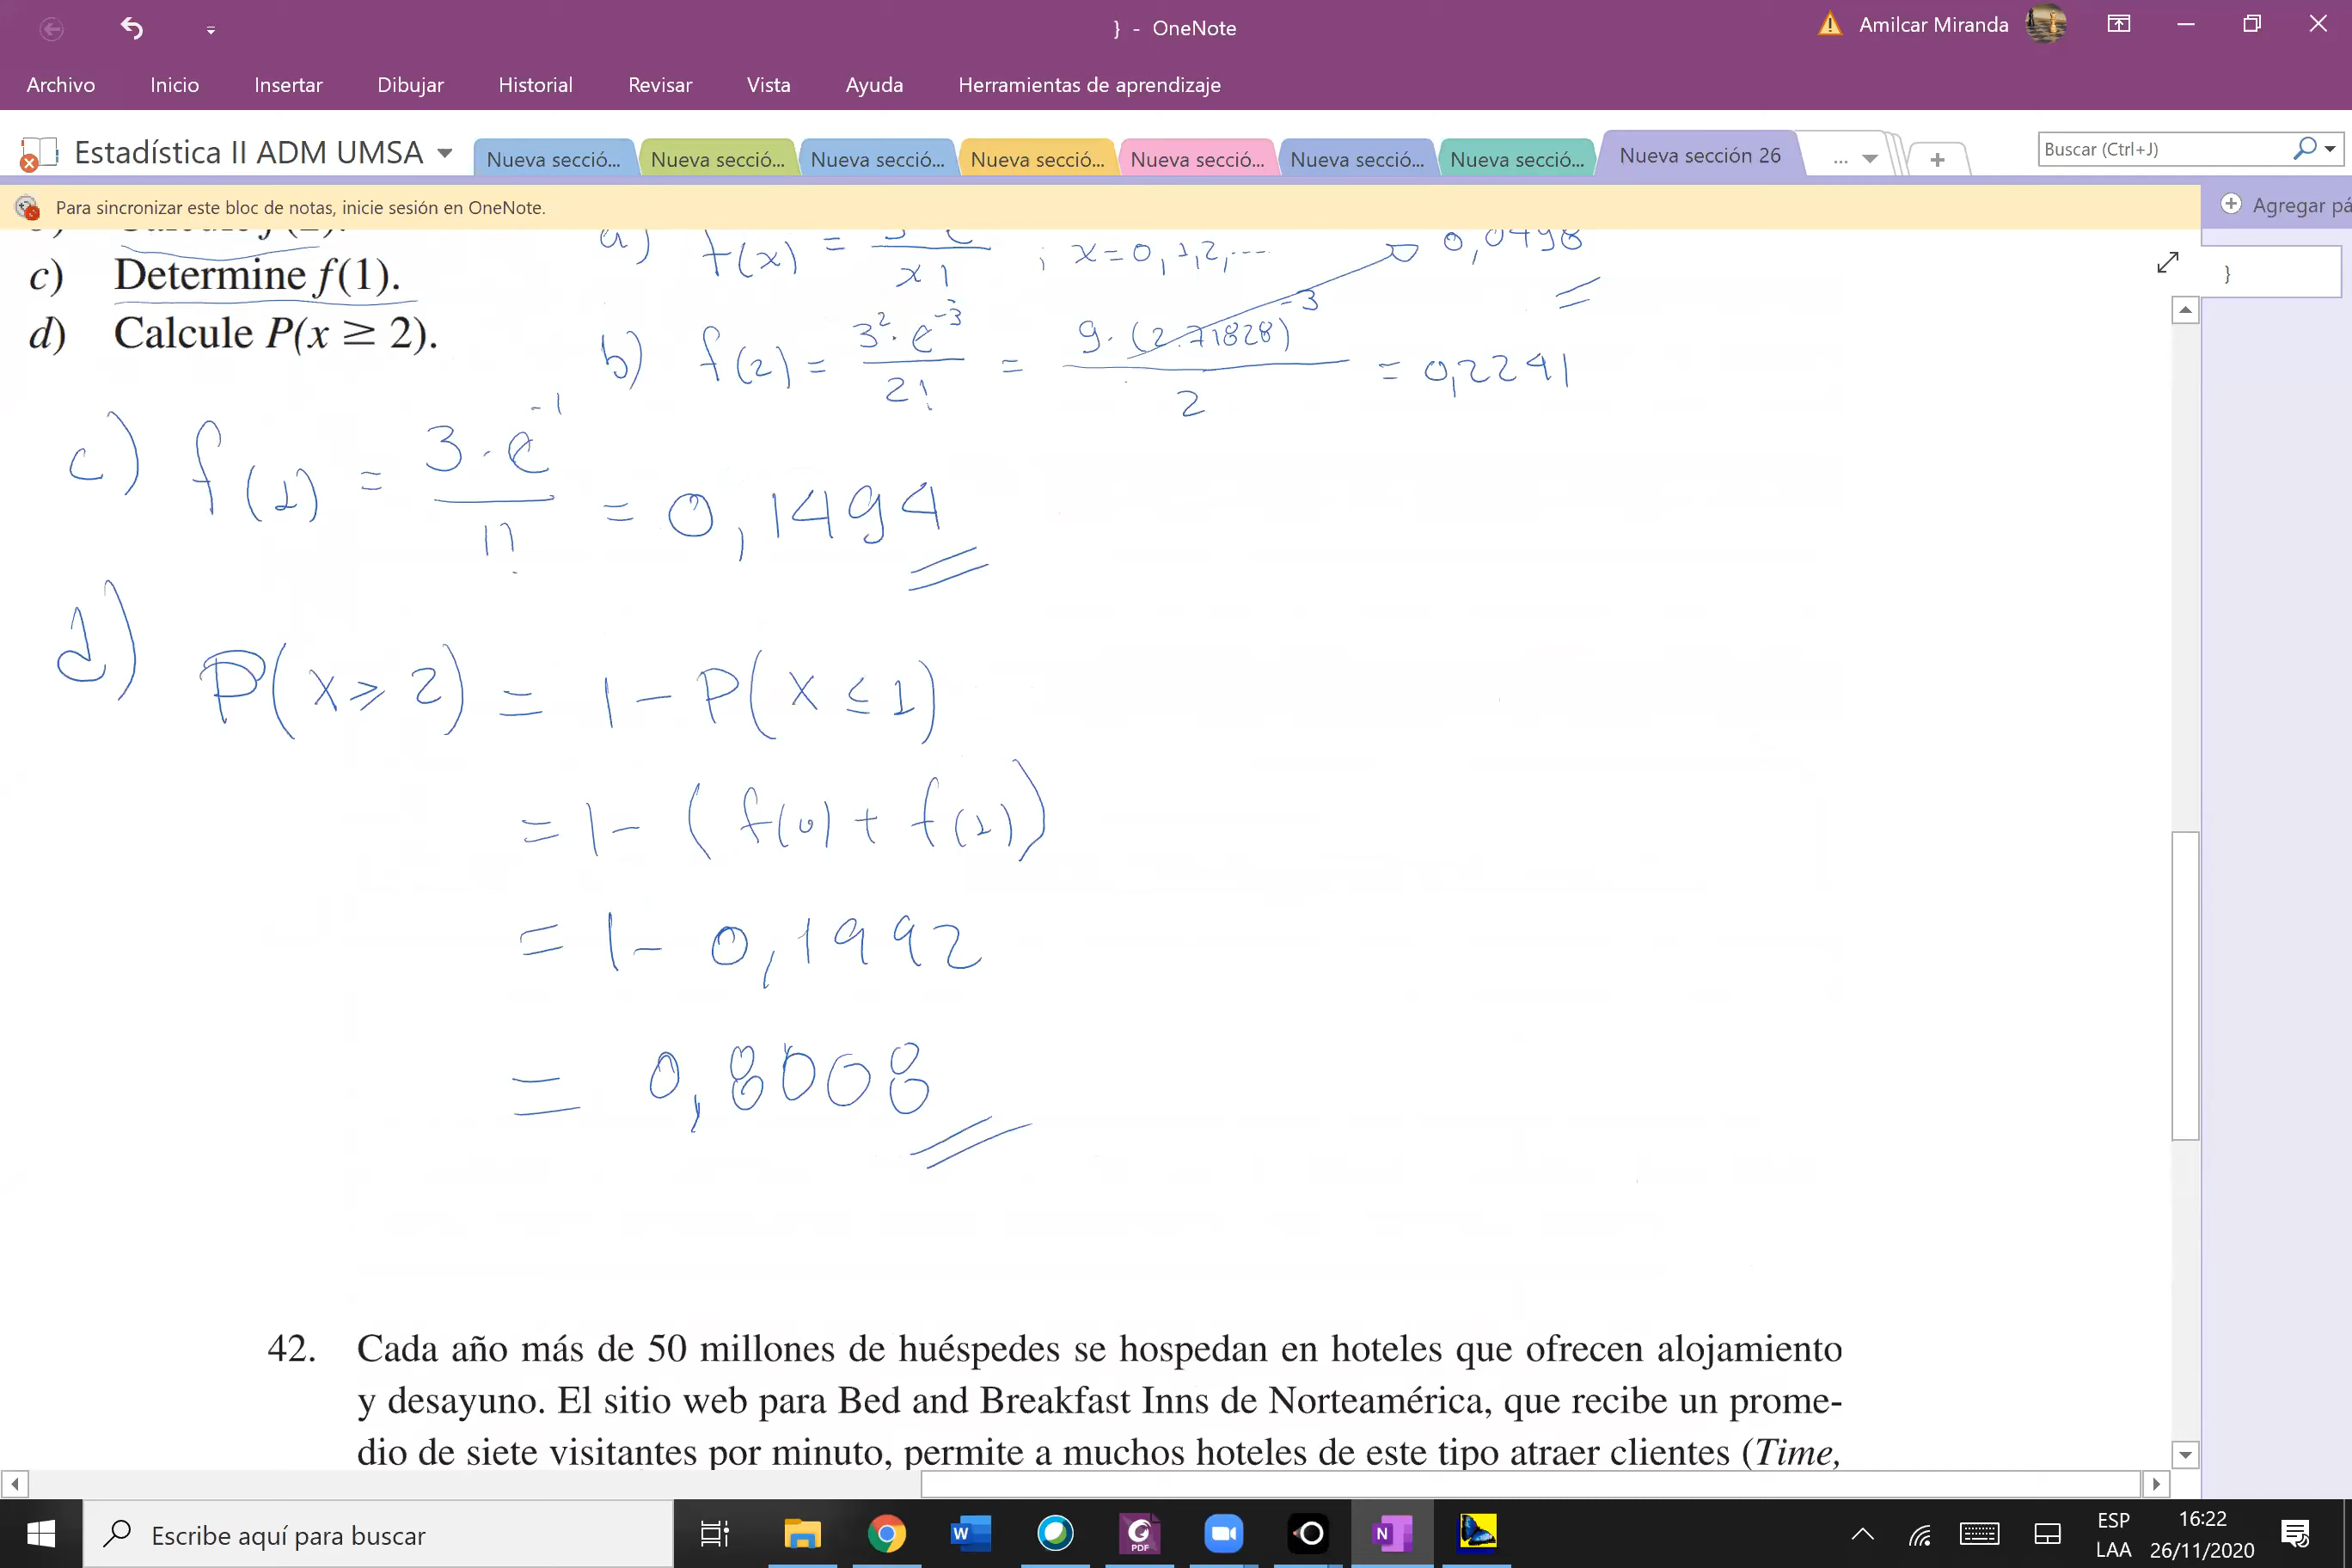 } - OneNote
Amilcar Miranda
Archivo Inicio Insertar Dibujar Historial Revisar Vista Ayuda Herramientas de aprendizaje
Estadística II ADM UMSA
Nueva secció... Nueva secció... Nueva secció... Nueva secció... Nueva secció... Nueva secció... Nueva secció... Nueva sección 26 ... +
Buscar (Ctrl+J)
Para sincronizar este bloc de notas, inicie sesión en OneNote.
Agregar pá
}
a) f(x) = ; x=0,1,2,... 0,0498
x!
c) Determine f(1).
d) Calcule P(x ≥ 2).
b) f(2) = 3²·e⁻³ / 2! = 9·(2.71828)⁻³ / 2 = 0,2241
c) f(1) = 3·e⁻¹ / 1! = 0,1494
d) P(x ≥ 2) = 1 - P(x ≤ 1)
= 1 - (f(0) + f(1))
= 1 - 0,1992
= 0,8008
42. Cada año más de 50 millones de huéspedes se hospedan en hoteles que ofrecen alojamiento
y desayuno. El sitio web para Bed and Breakfast Inns de Norteamérica, que recibe un prome-
dio de siete visitantes por minuto, permite a muchos hoteles de este tipo atraer clientes (Time,
Escribe aquí para buscar
ESP
LAA
16:22
26/11/2020